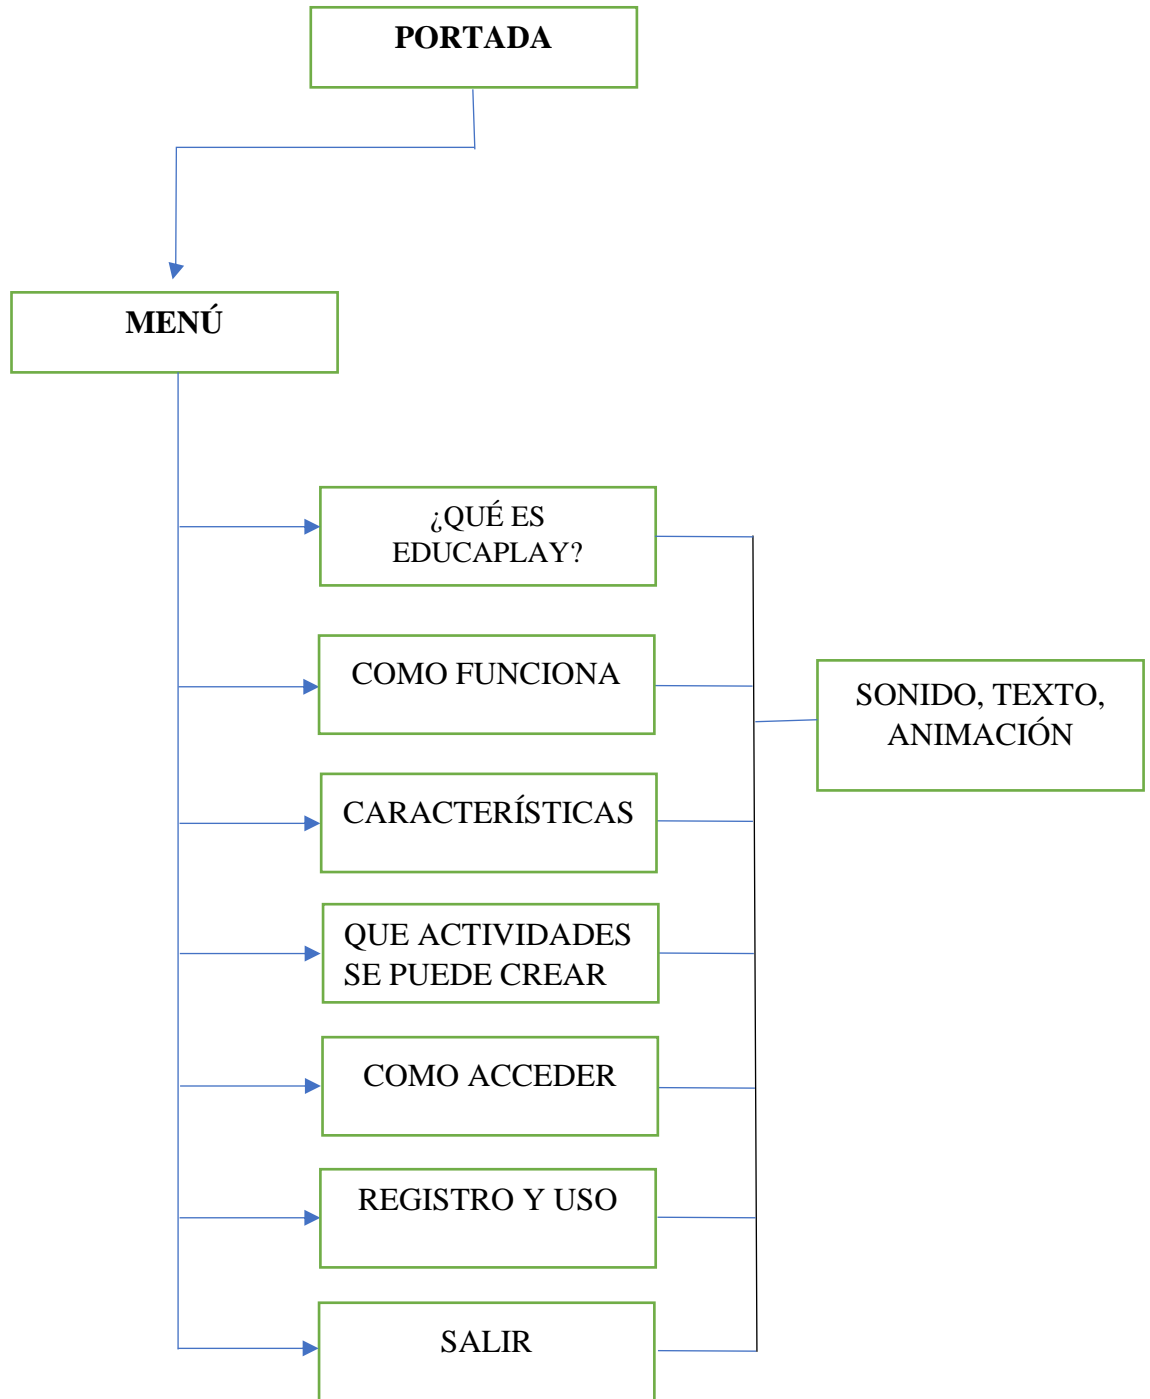 PORTADA
MENÚ
¿QUÉ ES
EDUCAPLAY?
COMO FUNCIONA
SONIDO, TEXTO,
ANIMACIÓN
CARACTERÍSTICAS
QUE ACTIVIDADES
SE PUEDE CREAR
COMO ACCEDER
REGISTRO Y USO
SALIR